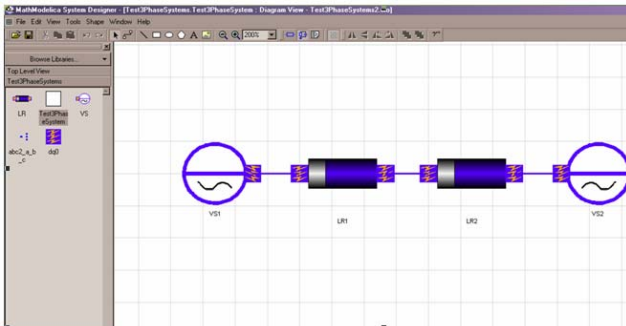 MathModelica System Designer - [Test3PhaseSystems.Test3PhaseSystem : Diagram View - Test3PhaseSystems2.mo]
File Edit View Tools Shape Window Help
200%
Browse Libraries...
Top Level View
Test3PhaseSystems
LR Test3Phas VS
eSystem
abc2_a_b dq0
_c
VS1 LR1 LR2 VS2